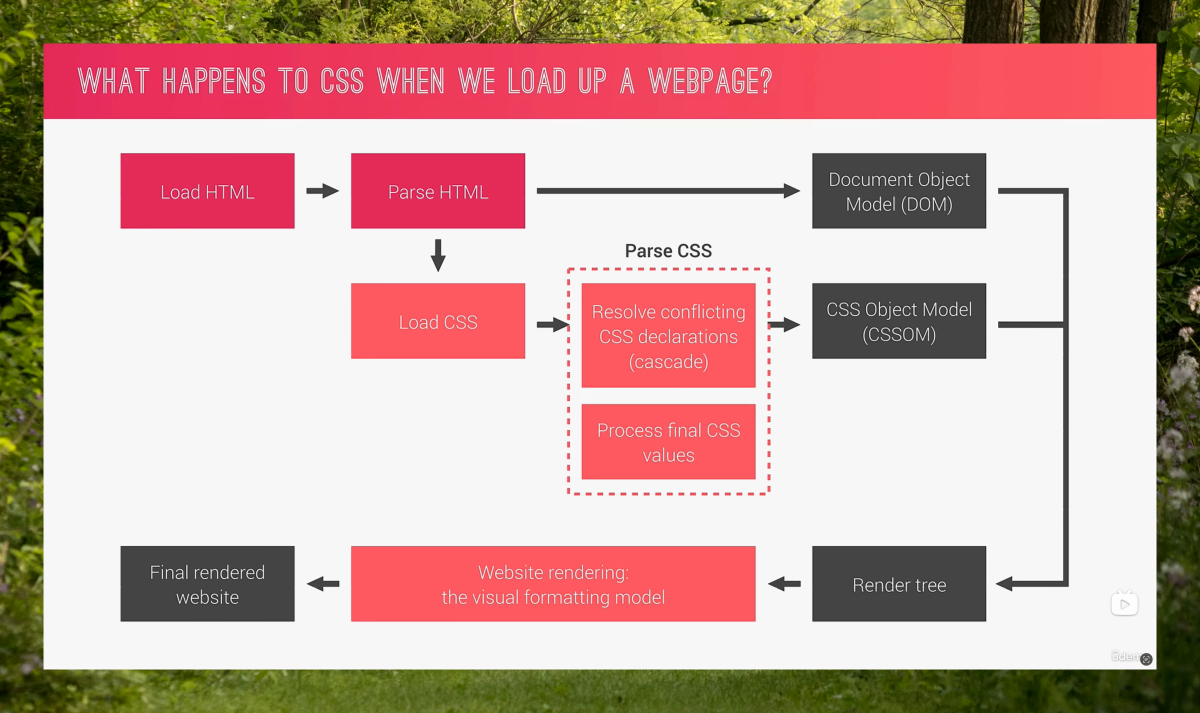 WHAT HAPPENS TO CSS WHEN WE LOAD UP A WEBPAGE?
Load HTML
Parse HTML
Document Object
Model (DOM)
Parse CSS
Load CSS
Resolve conflicting
CSS declarations
(cascade)
CSS Object Model
(CSSOM)
Process final CSS
values
Final rendered
website
Website rendering:
the visual formatting model
Render tree